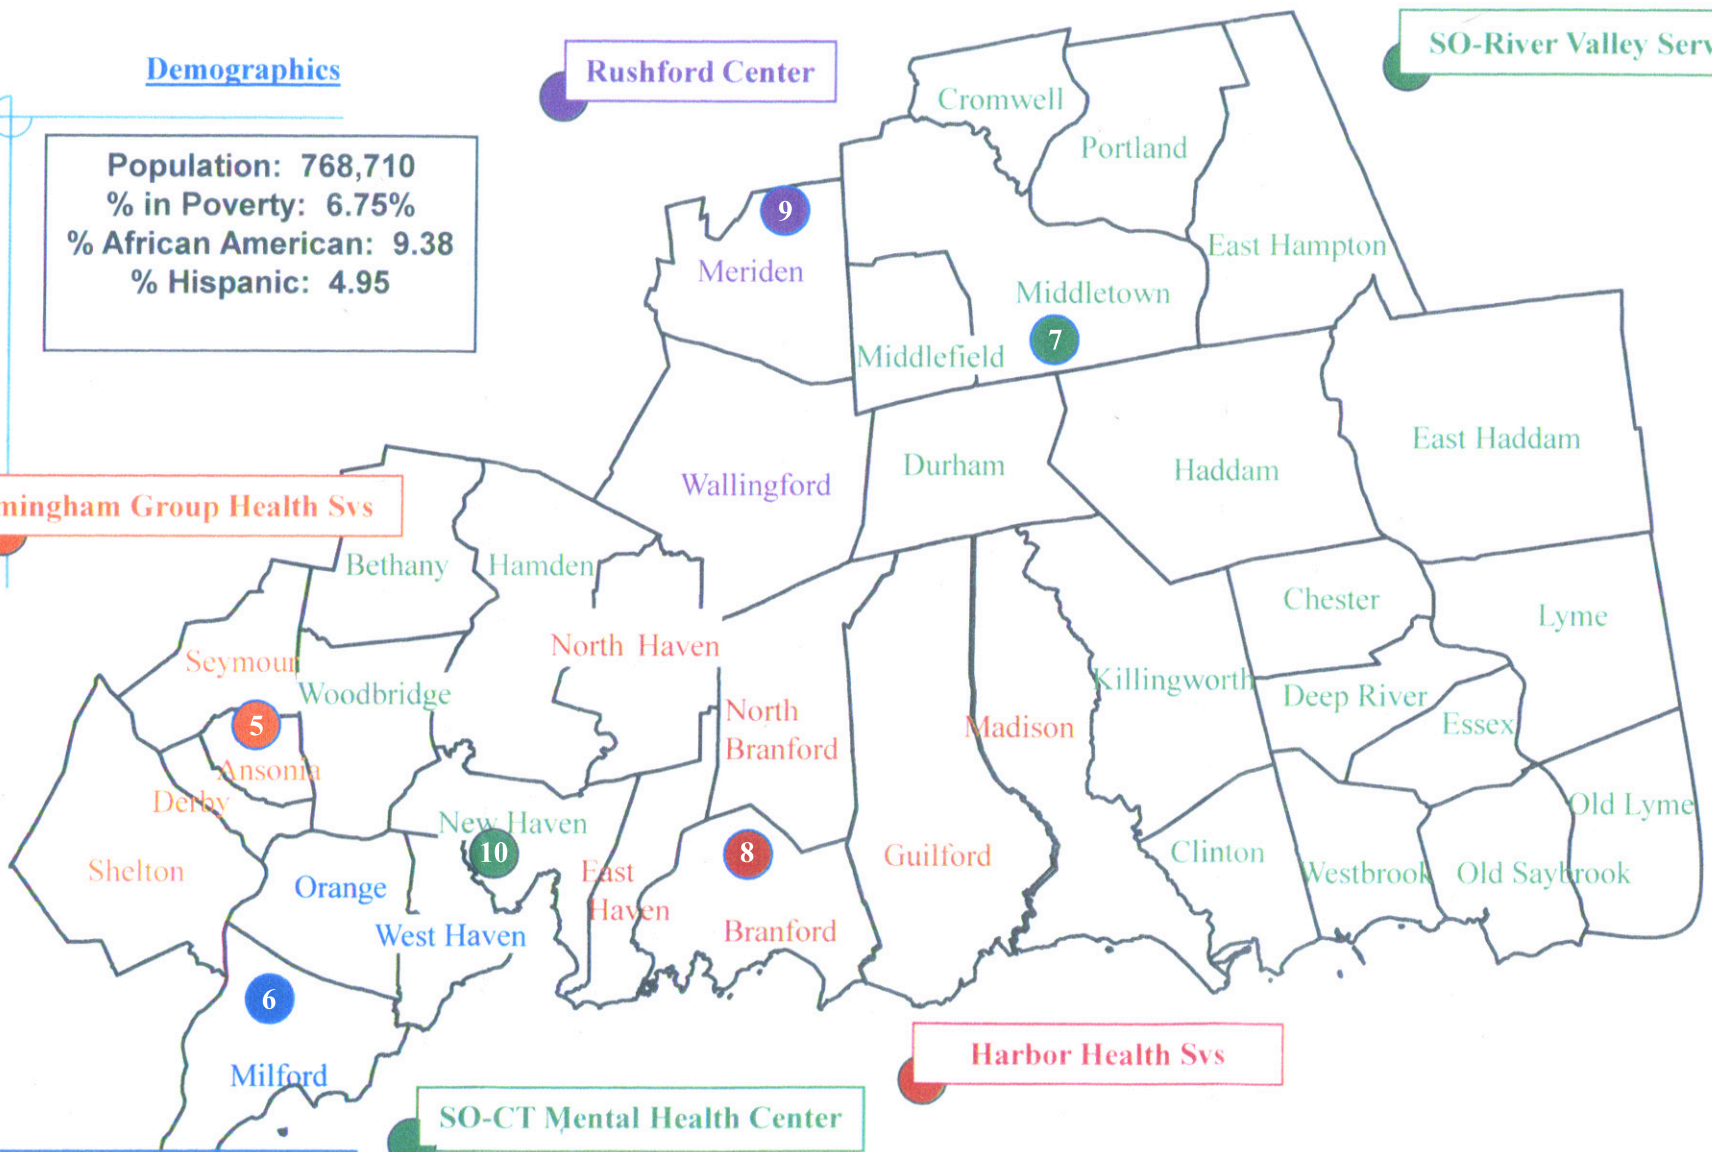 Demographics
Rushford Center
SO-River Valley Serv
Population: 768,710
% in Poverty: 6.75%
% African American: 9.38
% Hispanic: 4.95
Cromwell
Portland
9
Meriden
East Hampton
Middletown
7
Middlefield
East Haddam
Wallingford
Durham
Haddam
mingham Group Health Svs
Bethany
Hamden
Chester
Lyme
North Haven
Seymour
Woodbridge
Killingworth
Deep River
5
North
Branford
Madison
Essex
Ansonia
Derby
Old Lyme
New Haven
10
8
Guilford
Clinton
Westbrook
Old Saybrook
Shelton
Orange
East
Haven
West Haven
Branford
6
Harbor Health Svs
Milford
SO-CT Mental Health Center